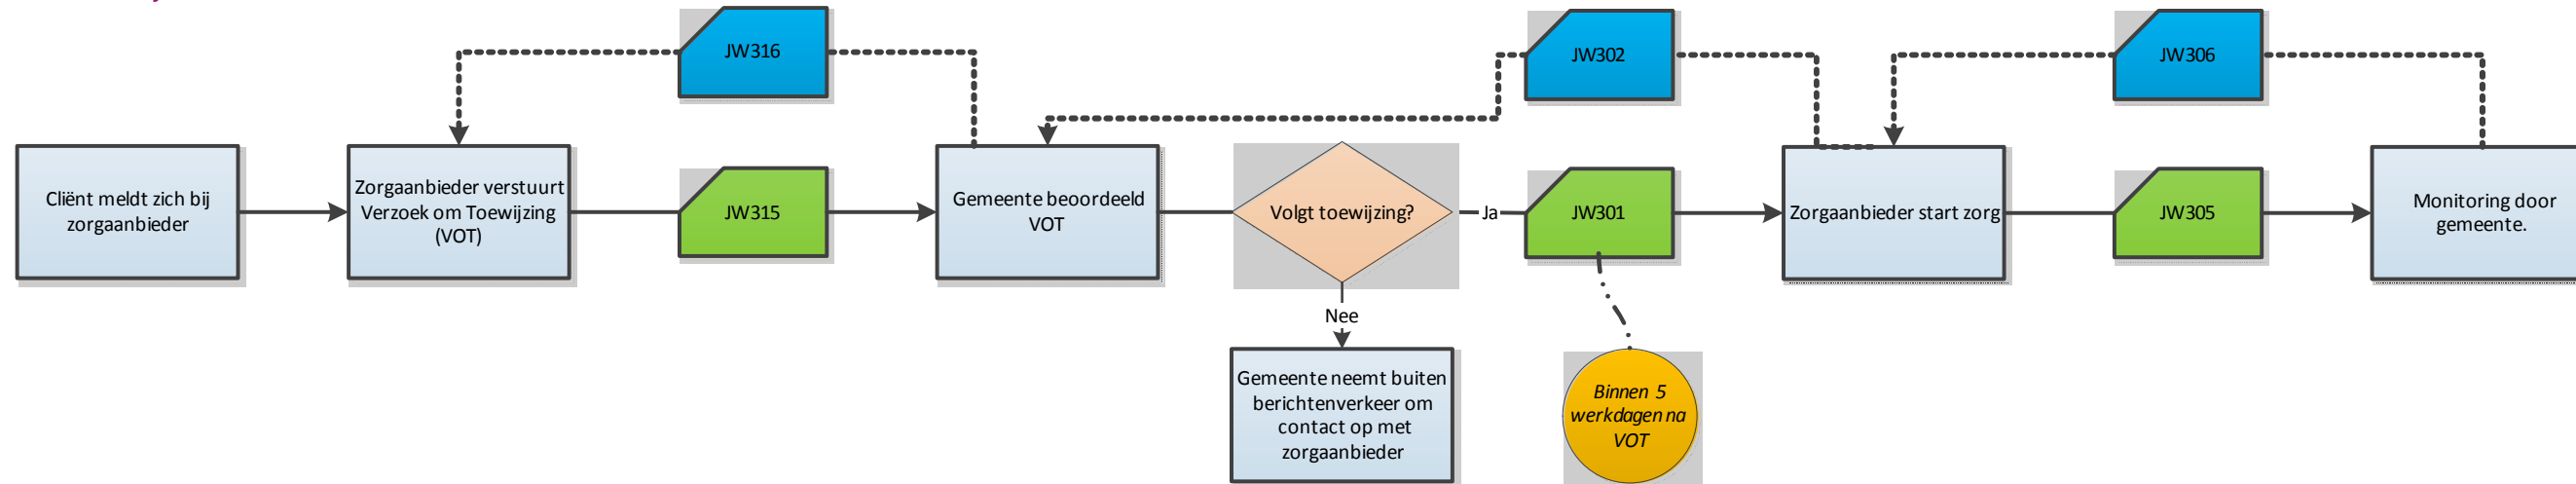 JW316
JW302
JW306
Cliënt meldt zich bij
zorgaanbieder
Zorgaanbieder verstuurt
Verzoek om Toewijzing
(VOT)
JW315
Gemeente beoordeeld
VOT
Volgt toewijzing?
Ja
JW301
Zorgaanbieder start zorg
JW305
Monitoring door
gemeente.
Nee
Gemeente neemt buiten
berichtenverkeer om
contact op met
zorgaanbieder
Binnen 5
werkdagen na
VOT